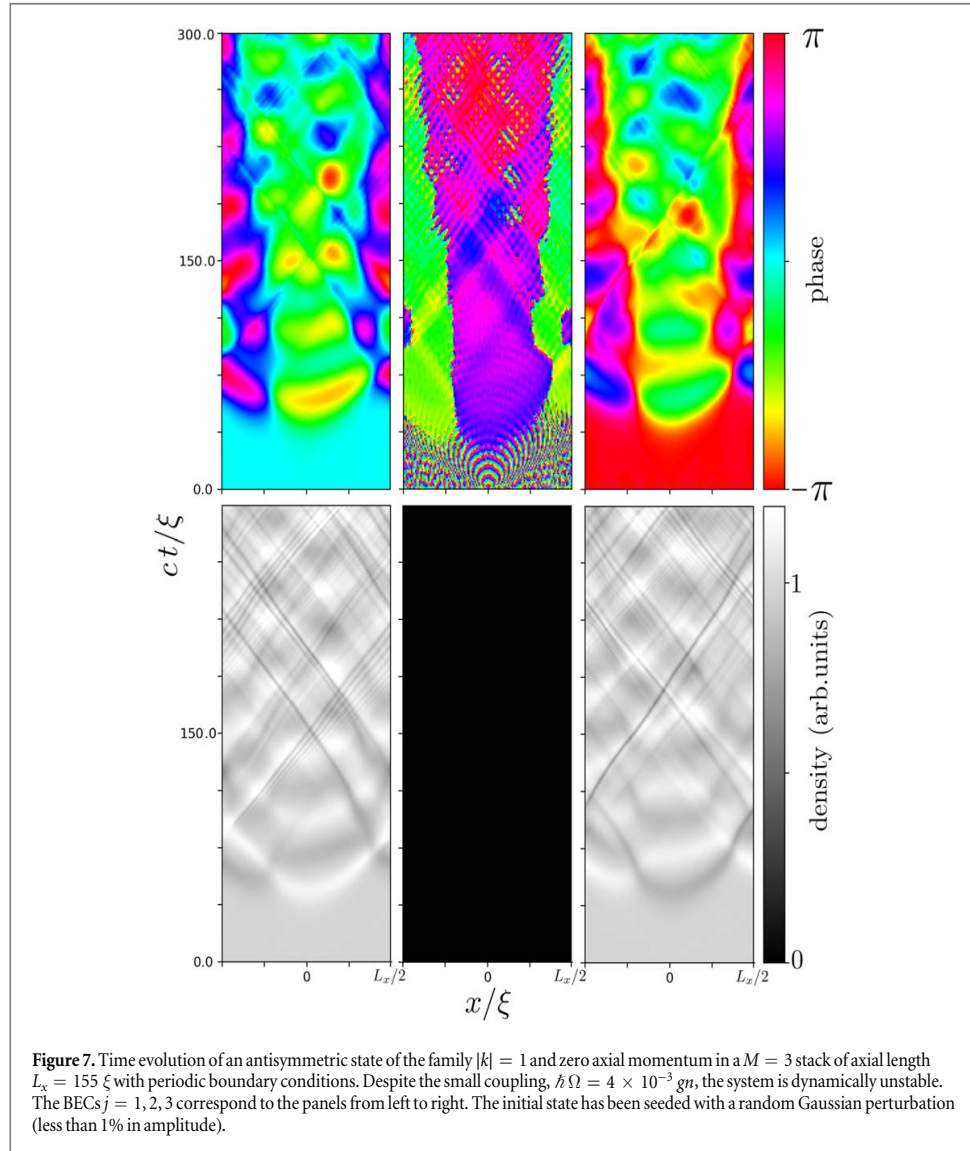 300.0
π
150.0
phase
0.0
−π
ct/ξ
1
density (arb.units)
150.0
0.0
0
0
L_x/2
0
L_x/2
0
L_x/2
x/ξ
Figure 7. Time evolution of an antisymmetric state of the family |k| = 1 and zero axial momentum in a M = 3 stack of axial length
L_x = 155 ξ with periodic boundary conditions. Despite the small coupling, ℏ Ω = 4 × 10⁻³ gn, the system is dynamically unstable.
The BECs j = 1, 2, 3 correspond to the panels from left to right. The initial state has been seeded with a random Gaussian perturbation
(less than 1% in amplitude).